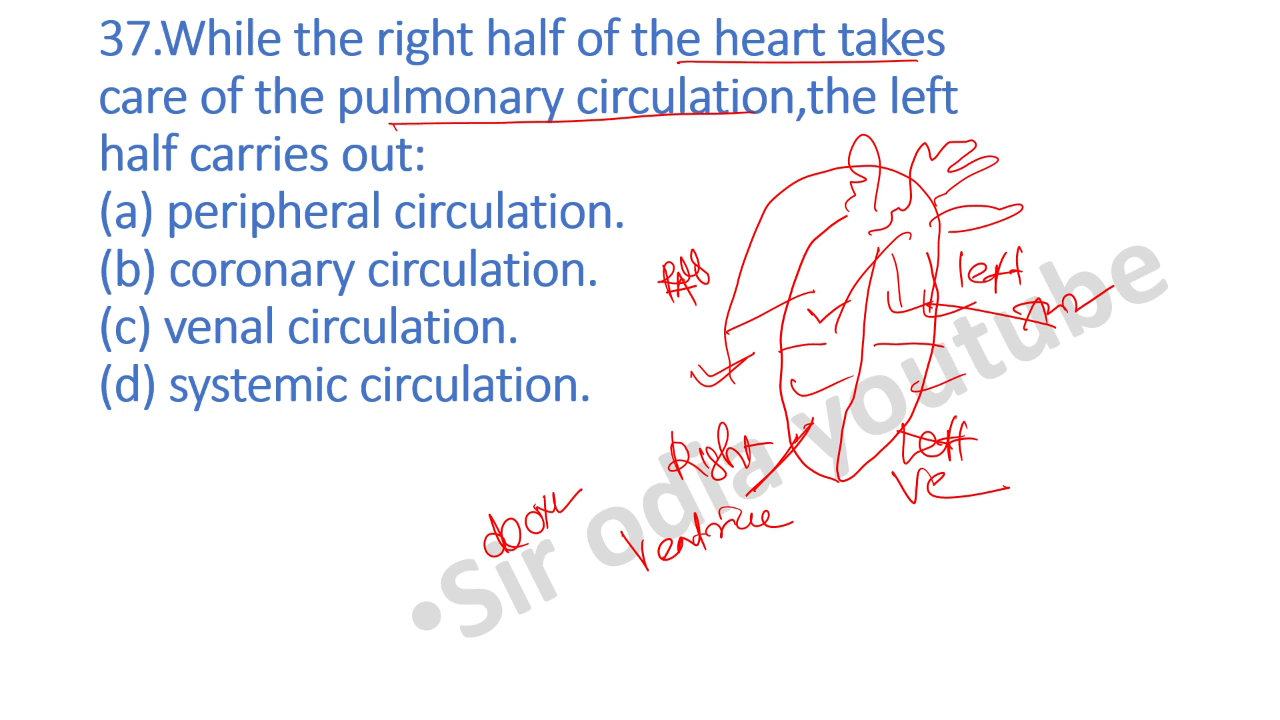 37.While the right half of the heart takes
care of the pulmonary circulation,the left
half carries out:
(a) peripheral circulation.
(b) coronary circulation.
(c) venal circulation.
(d) systemic circulation.
left
Right
Ventricle
Left
Ve
•Sir odia youtube